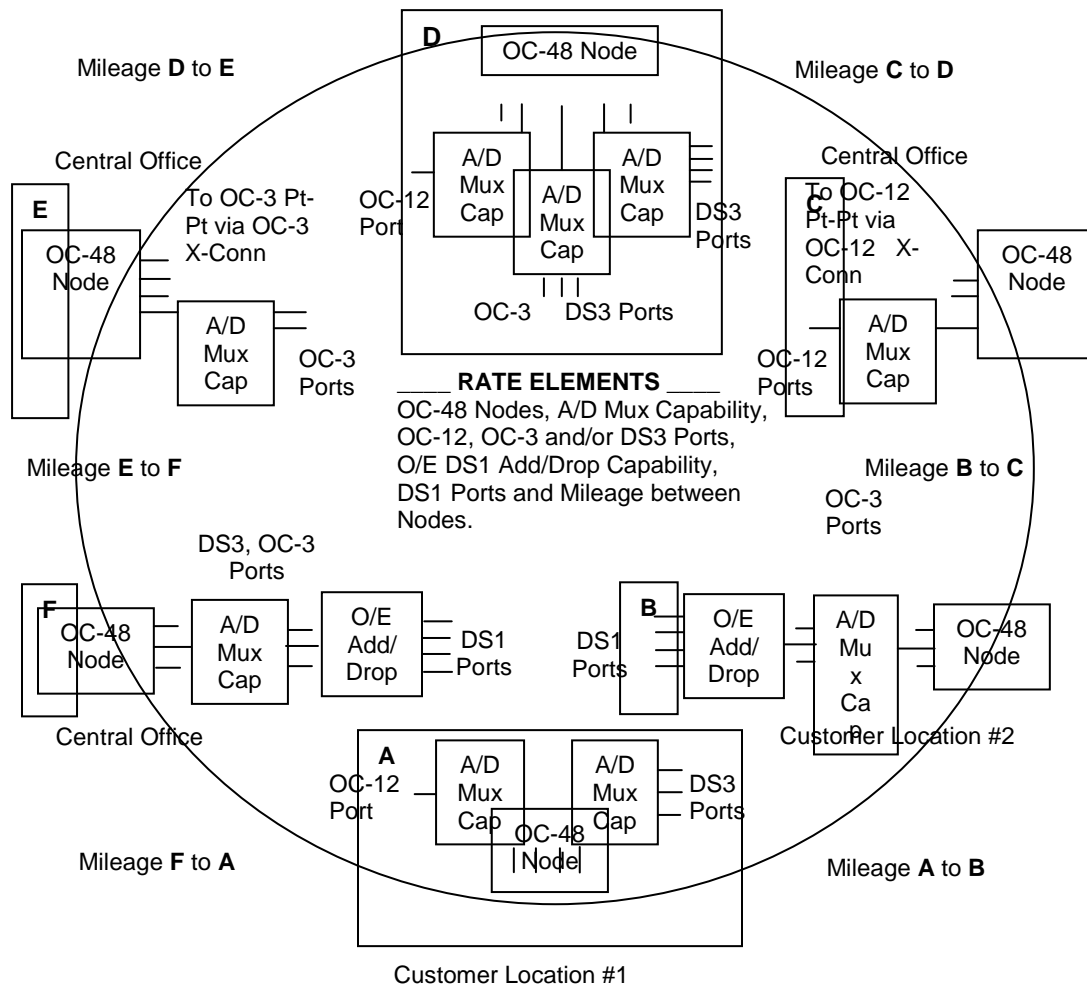 D
OC-48 Node
Mileage D to E
Mileage C to D
A/D
Mux
Cap
A/D
Mux
Cap
A/D
Mux
Cap
OC-12
Port
DS3
Ports
OC-3 DS3 Ports
Central Office
E
OC-48
Node
To OC-3 Pt-
Pt via OC-3
X-Conn
A/D
Mux
Cap
OC-3
Ports
Central Office
C
To OC-12
Pt-Pt via
OC-12 X-
Conn
OC-48
Node
A/D
Mux
Cap
OC-12
Ports
____ RATE ELEMENTS ____
OC-48 Nodes, A/D Mux Capability,
OC-12, OC-3 and/or DS3 Ports,
O/E DS1 Add/Drop Capability,
DS1 Ports and Mileage between
Nodes.
Mileage E to F
Mileage B to C
OC-3
Ports
DS3, OC-3
Ports
F
OC-48
Node
A/D
Mux
Cap
O/E
Add/
Drop
DS1
Ports
Central Office
B
DS1
Ports
O/E
Add/
Drop
A/D
Mu
x
Ca
p
OC-48
Node
Customer Location #2
A
OC-12
Port
A/D
Mux
Cap
A/D
Mux
Cap
OC-48
Node
DS3
Ports
Mileage F to A
Mileage A to B
Customer Location #1